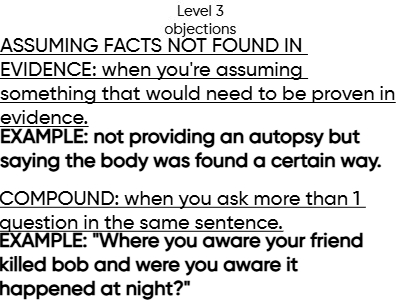 Level 3
objections
ASSUMING FACTS NOT FOUND IN
EVIDENCE: when you're assuming
something that would need to be proven in
evidence.
EXAMPLE: not providing an autopsy but
saying the body was found a certain way.
COMPOUND: when you ask more than 1
question in the same sentence.
EXAMPLE: "Where you aware your friend
killed bob and were you aware it
happened at night?"